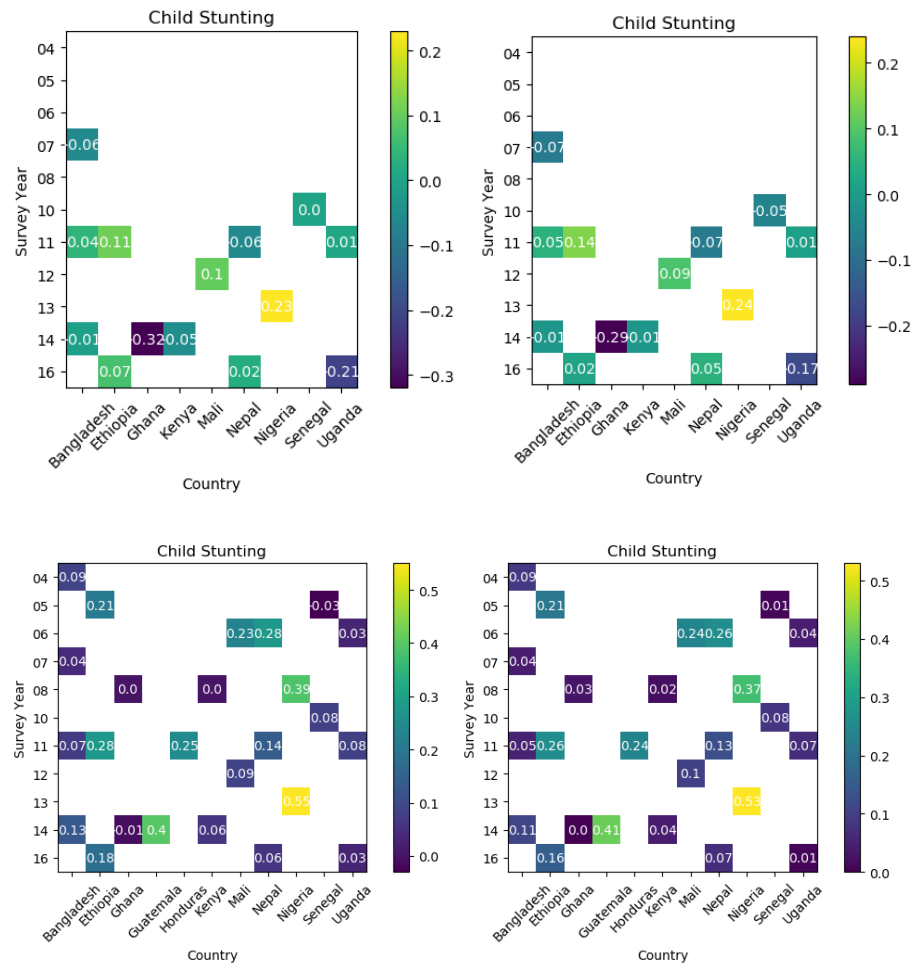 Child Stunting
04
05
06
07 -0.06
08
10 0.0
11 0.04 0.11 -0.06 0.01
12 0.1
13 0.23
14 -0.01 -0.32 -0.05
16 0.07 0.02 -0.21
Survey Year
Bangladesh Ethiopia Ghana Kenya Mali Nepal Nigeria Senegal Uganda
Country
0.2
0.1
0.0
−0.1
−0.2
−0.3
Child Stunting
04
05
06
07 -0.07
08
10 -0.05
11 0.05 0.14 -0.07 0.01
12 0.09
13 0.24
14 -0.01 -0.29 -0.01
16 0.02 0.05 -0.17
Survey Year
Bangladesh Ethiopia Ghana Kenya Mali Nepal Nigeria Senegal Uganda
Country
0.2
0.1
0.0
−0.1
−0.2
Child Stunting
04 0.09
05 0.21 -0.03
06 0.23 0.28 0.03
07 0.04
08 0.0 0.0 0.39
10 0.08
11 0.07 0.28 0.25 0.14 0.08
12 0.09
13 0.55
14 0.13 -0.01 0.4 0.06
16 0.18 0.06 0.03
Survey Year
Bangladesh Ethiopia Ghana Guatemala Honduras Kenya Mali Nepal Nigeria Senegal Uganda
Country
0.5
0.4
0.3
0.2
0.1
0.0
Child Stunting
04 0.09
05 0.21 0.01
06 0.24 0.26 0.04
07 0.04
08 0.03 0.02 0.37
10 0.08
11 0.05 0.26 0.24 0.13 0.07
12 0.1
13 0.53
14 0.11 0.0 0.41 0.04
16 0.16 0.07 0.01
Survey Year
Bangladesh Ethiopia Ghana Guatemala Honduras Kenya Mali Nepal Nigeria Senegal Uganda
Country
0.5
0.4
0.3
0.2
0.1
0.0